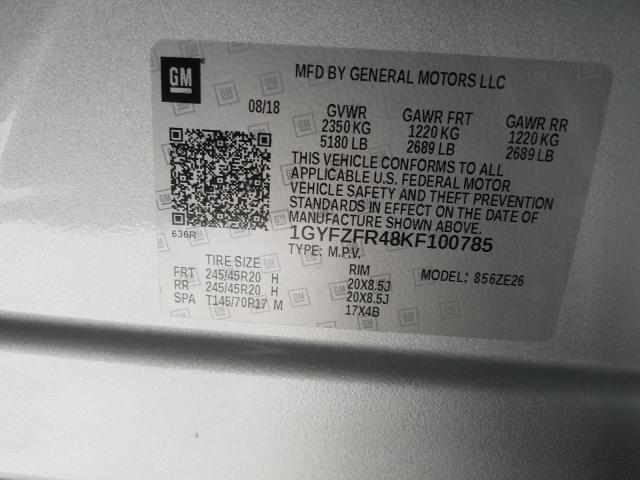 GM
MFD BY GENERAL MOTORS LLC
08/18 GVWR GAWR FRT GAWR RR
2350 KG 1220 KG 1220 KG
5180 LB 2689 LB 2689 LB
THIS VEHICLE CONFORMS TO ALL
APPLICABLE U.S. FEDERAL MOTOR
VEHICLE SAFETY AND THEFT PREVENTION
STANDARDS IN EFFECT ON THE DATE OF
MANUFACTURE SHOWN ABOVE.
636R
1GYFZFR48KF100785
TYPE: M.P.V. MODEL: 856ZE26
TIRE SIZE RIM
FRT 245/45R20 H 20X8.5J
RR 245/45R20 H 20X8.5J
SPA T145/70R17 M 17X4B